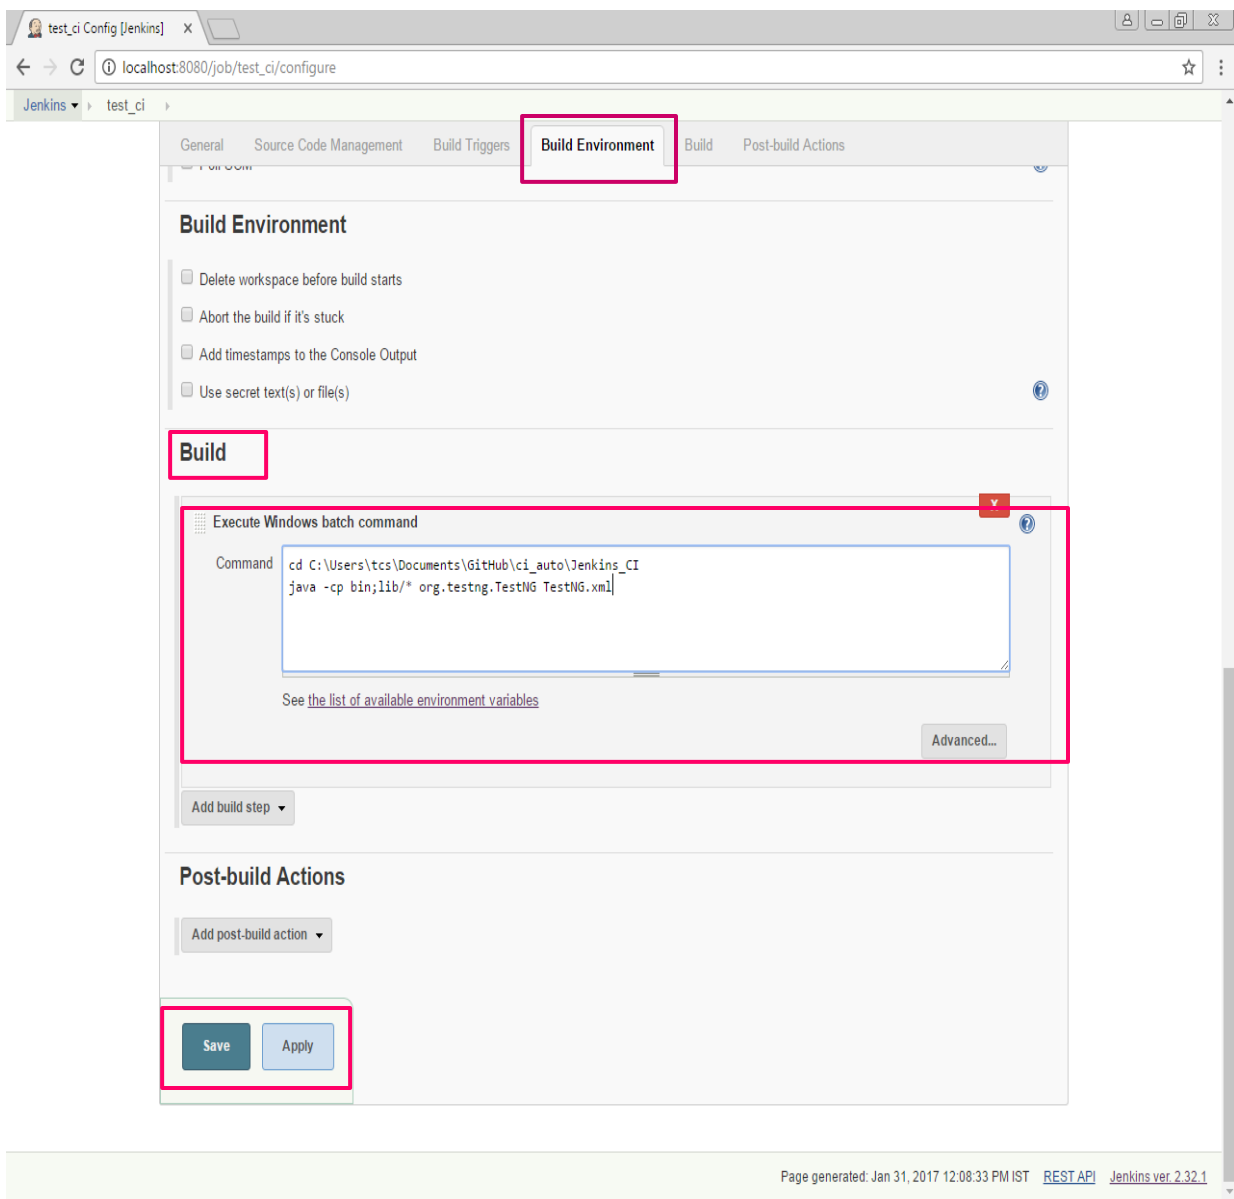 test_ci Config [Jenkins]
localhost:8080/job/test_ci/configure
Jenkins
test_ci
General
Source Code Management
Build Triggers
Build Environment
Build
Post-build Actions
Poll SCM
Build Environment
Delete workspace before build starts
Abort the build if it's stuck
Add timestamps to the Console Output
Use secret text(s) or file(s)
Build
X
Execute Windows batch command
Command
cd C:\Users\tcs\Documents\GitHub\ci_auto\Jenkins_CI
java -cp bin;lib/* org.testng.TestNG TestNG.xml
See the list of available environment variables
Advanced...
Add build step
Post-build Actions
Add post-build action
Save
Apply
Page generated: Jan 31, 2017 12:08:33 PM IST
REST API
Jenkins ver. 2.32.1